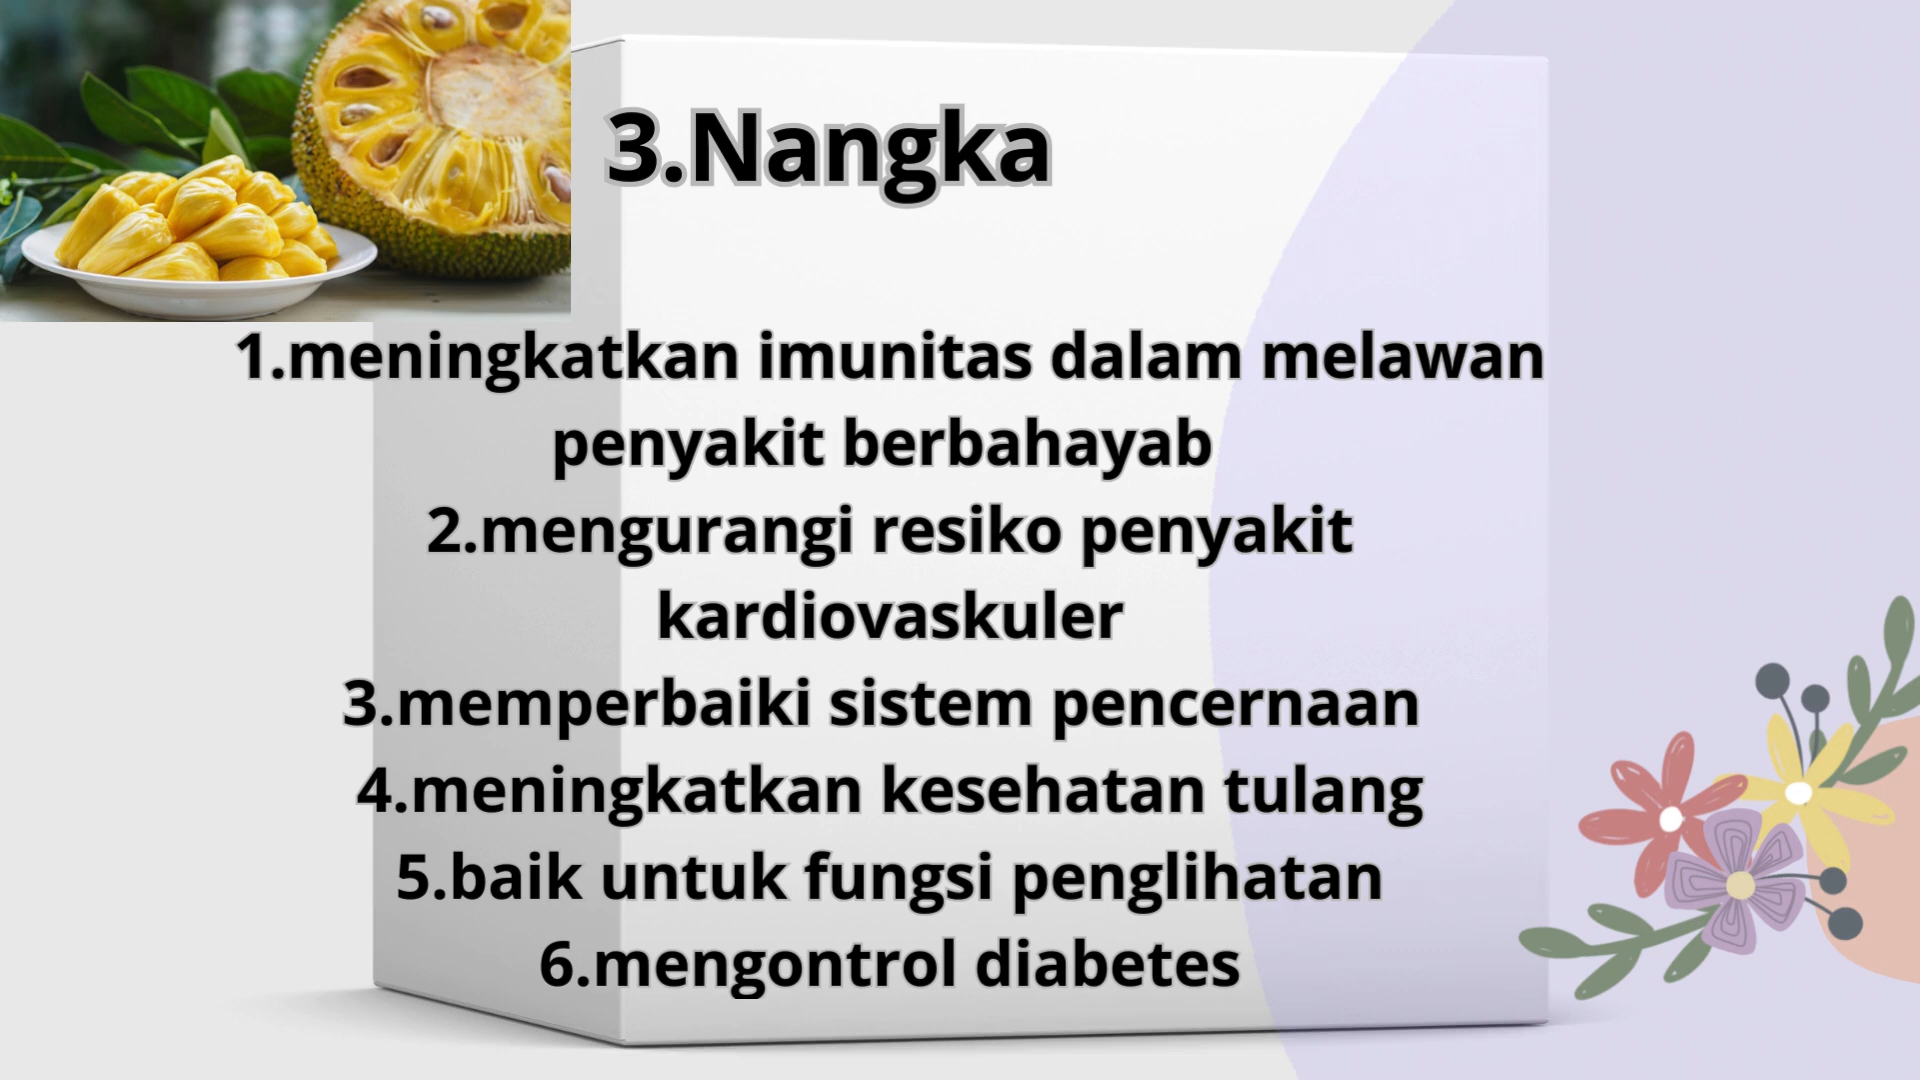 3.Nangka
1.meningkatkan imunitas dalam melawan
penyakit berbahayab
2.mengurangi resiko penyakit
kardiovaskuler
3.memperbaiki sistem pencernaan
4.meningkatkan kesehatan tulang
5.baik untuk fungsi penglihatan
6.mengontrol diabetes